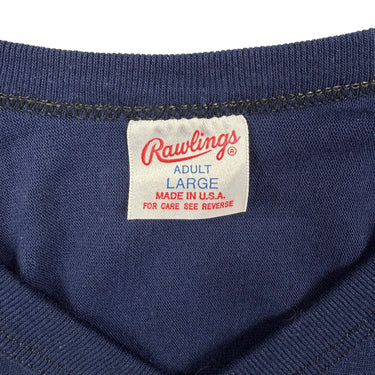 Rawlings®
ADULT
LARGE
MADE IN U.S.A.
FOR CARE SEE REVERSE